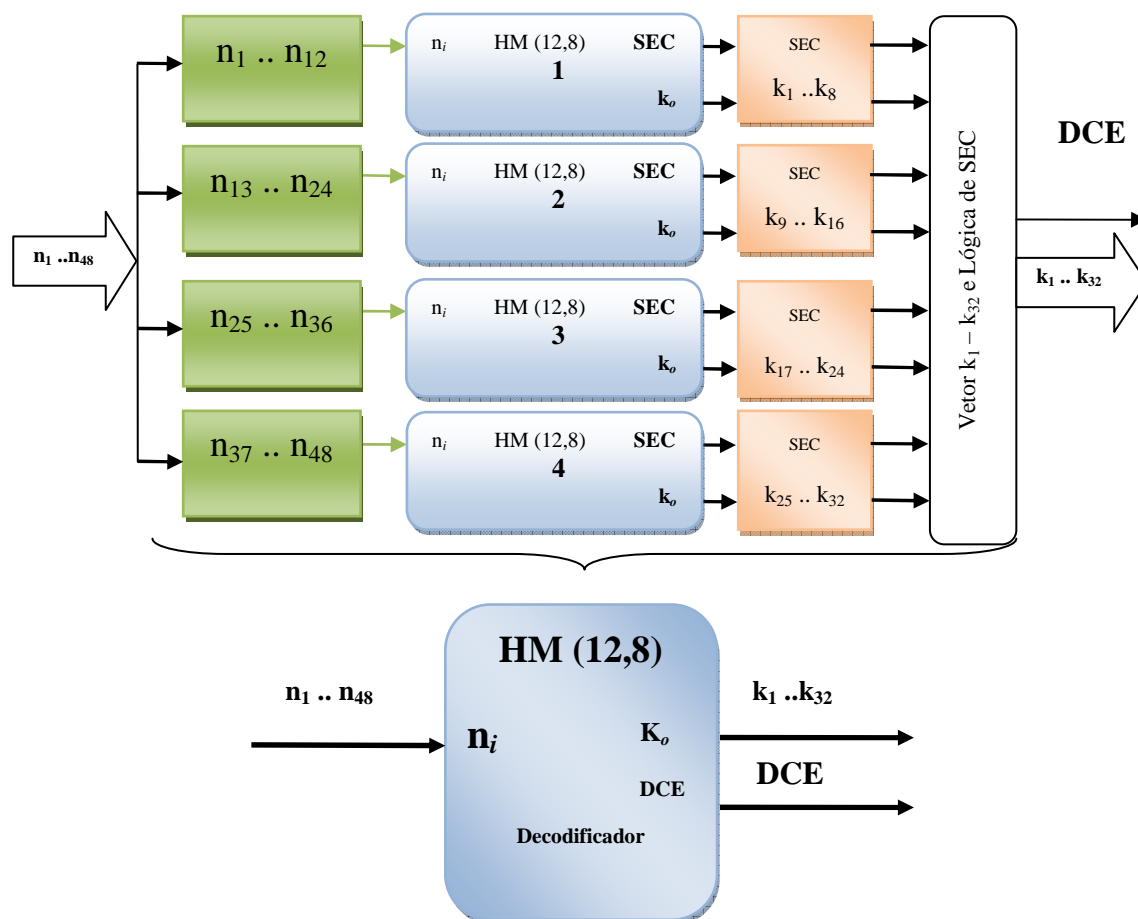 n1 .. n12
ni HM (12,8) SEC
1
ko
SEC
k1 ..k8
n13 .. n24
ni HM (12,8) SEC
2
ko
SEC
k9 .. k16
n1 ..n48
n25 .. n36
ni HM (12,8) SEC
3
ko
SEC
k17 .. k24
n37 .. n48
ni HM (12,8) SEC
4
ko
SEC
k25 .. k32
Vetor k1 – k32 e Lógica de SEC
DCE
k1 .. k32
HM (12,8)
n1 .. n48
ni
Ko
DCE
Decodificador
k1 ..k32
DCE